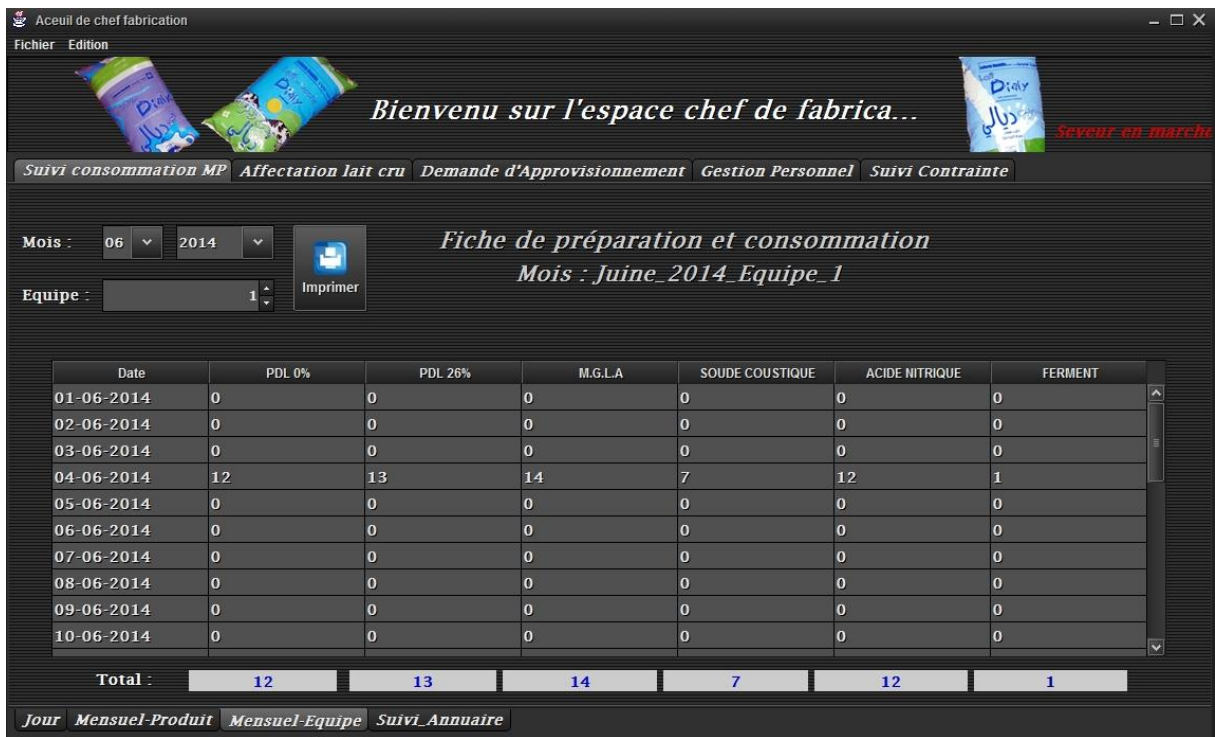 Aceuil de chef fabrication
Fichier Edition
Dialy
ديالي
Dialy
ديالي
Bienvenu sur l'espace chef de fabrica...
Dialy
ديالي
Seveur en marche
Suivi consommation MP Affectation lait cru Demande d'Approvisionnement Gestion Personnel Suivi Contrainte
Mois : 06 2014
Equipe : 1
Imprimer
Fiche de préparation et consommation
Mois : Juine_2014_Equipe_1
Date PDL 0% PDL 26% M.G.L.A SOUDE COUSTIQUE ACIDE NITRIQUE FERMENT
01-06-2014 0 0 0 0 0 0
02-06-2014 0 0 0 0 0 0
03-06-2014 0 0 0 0 0 0
04-06-2014 12 13 14 7 12 1
05-06-2014 0 0 0 0 0 0
06-06-2014 0 0 0 0 0 0
07-06-2014 0 0 0 0 0 0
08-06-2014 0 0 0 0 0 0
09-06-2014 0 0 0 0 0 0
10-06-2014 0 0 0 0 0 0
Total : 12 13 14 7 12 1
Jour Mensuel-Produit Mensuel-Equipe Suivi_Annuaire